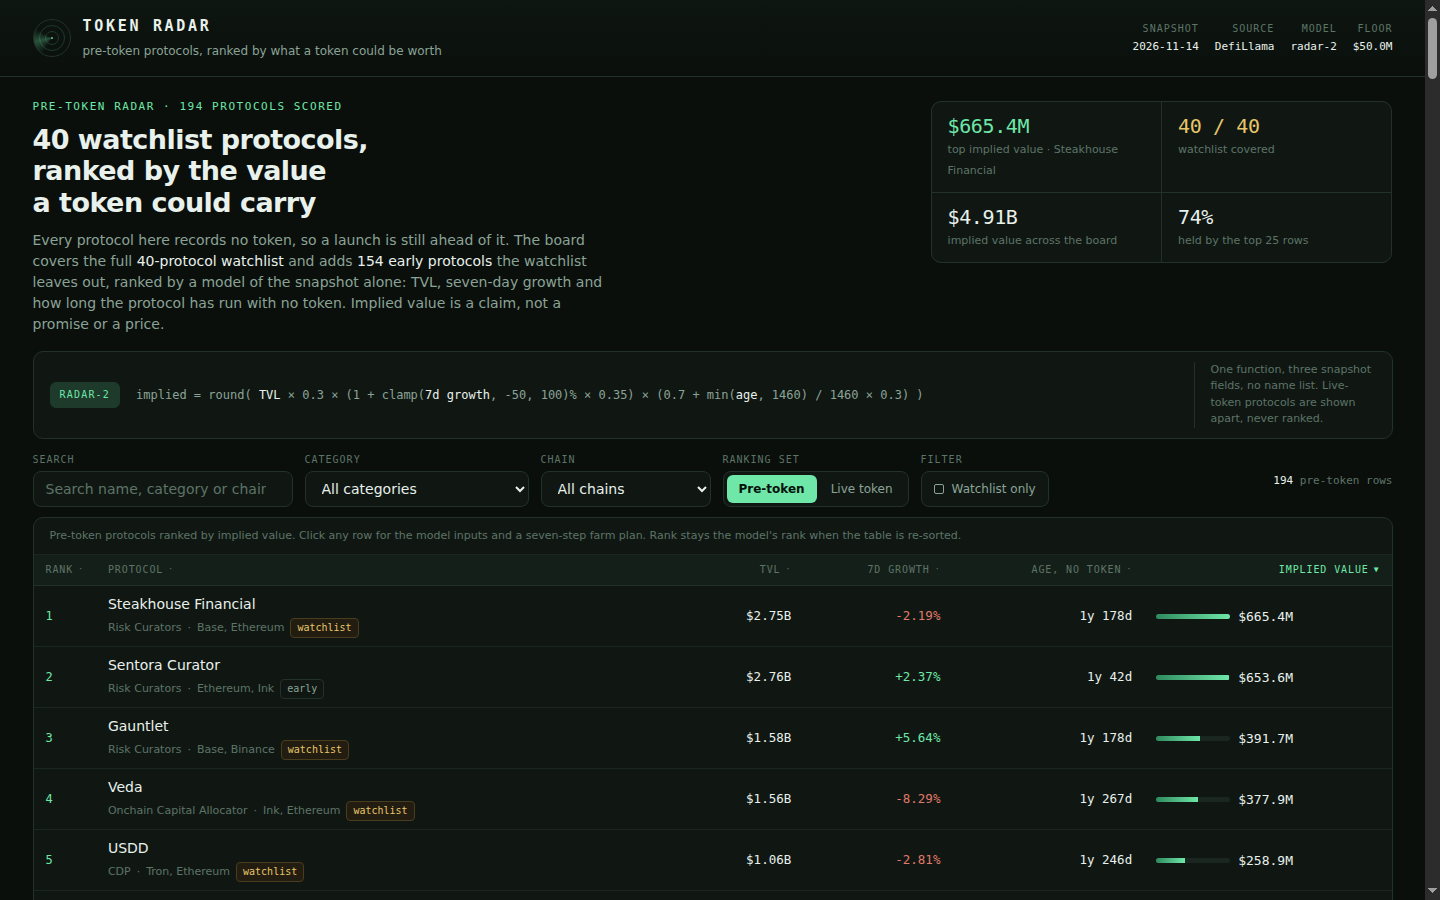 TOKEN RADAR
pre-token protocols, ranked by what a token could be worth
SNAPSHOT SOURCE MODEL FLOOR
2026-11-14 DefiLlama radar-2 $50.0M
PRE-TOKEN RADAR · 194 PROTOCOLS SCORED
40 watchlist protocols,
ranked by the value
a token could carry
Every protocol here records no token, so a launch is still ahead of it. The board
covers the full 40-protocol watchlist and adds 154 early protocols the watchlist
leaves out, ranked by a model of the snapshot alone: TVL, seven-day growth and
how long the protocol has run with no token. Implied value is a claim, not a
promise or a price.
$665.4M
top implied value · Steakhouse
Financial
40 / 40
watchlist covered
$4.91B
implied value across the board
74%
held by the top 25 rows
RADAR-2 implied = round( TVL × 0.3 × (1 + clamp(7d growth, -50, 100)% × 0.35) × (0.7 + min(age, 1460) / 1460 × 0.3) )
One function, three snapshot
fields, no name list. Live-
token protocols are shown
apart, never ranked.
SEARCH CATEGORY CHAIN RANKING SET FILTER
Search name, category or chain All categories All chains Pre-token Live token Watchlist only
194 pre-token rows
Pre-token protocols ranked by implied value. Click any row for the model inputs and a seven-step farm plan. Rank stays the model's rank when the table is re-sorted.
RANK · PROTOCOL · TVL · 7D GROWTH · AGE, NO TOKEN · IMPLIED VALUE ▼
1 Steakhouse Financial $2.75B -2.19% 1y 178d $665.4M
Risk Curators · Base, Ethereum watchlist
2 Sentora Curator $2.76B +2.37% 1y 42d $653.6M
Risk Curators · Ethereum, Ink early
3 Gauntlet $1.58B +5.64% 1y 178d $391.7M
Risk Curators · Base, Binance watchlist
4 Veda $1.56B -8.29% 1y 267d $377.9M
Onchain Capital Allocator · Ink, Ethereum watchlist
5 USDD $1.06B -2.81% 1y 246d $258.9M
CDP · Tron, Ethereum watchlist